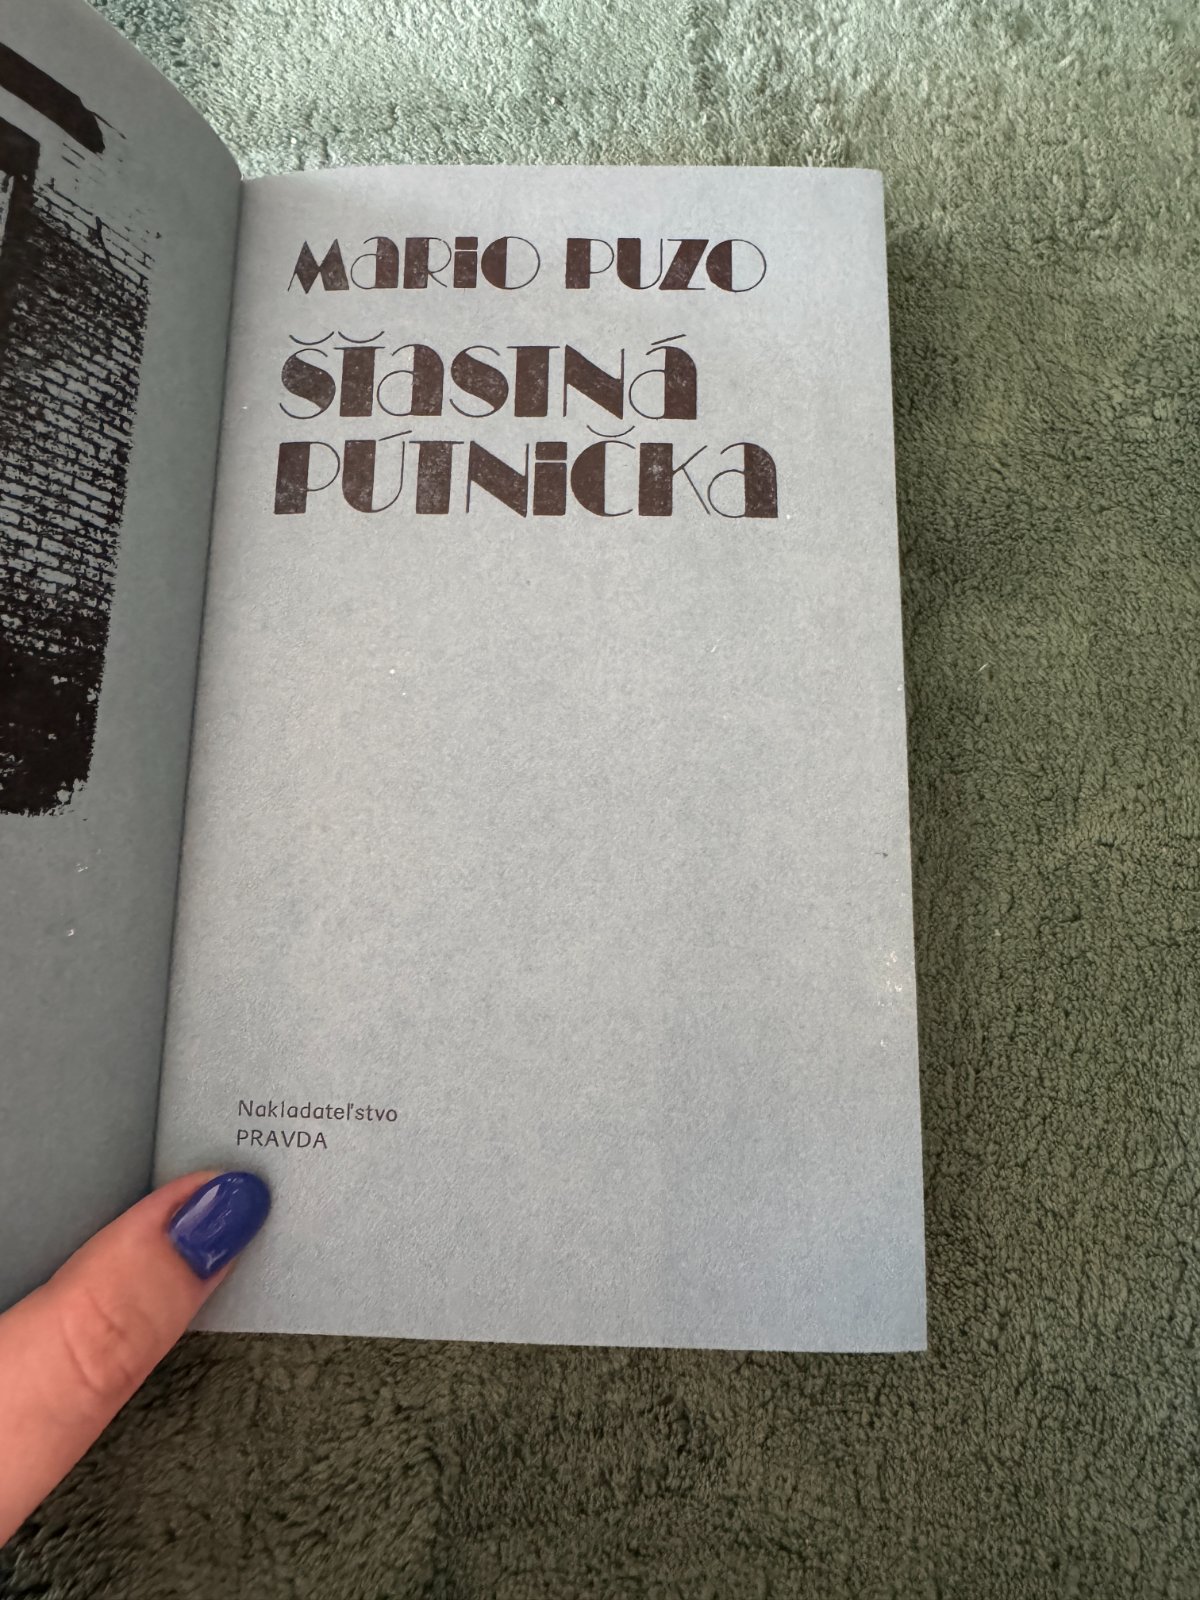 MARIO PUZO
ŠŤASTNÁ
PÚTNIČKA
Nakladateľstvo
PRAVDA